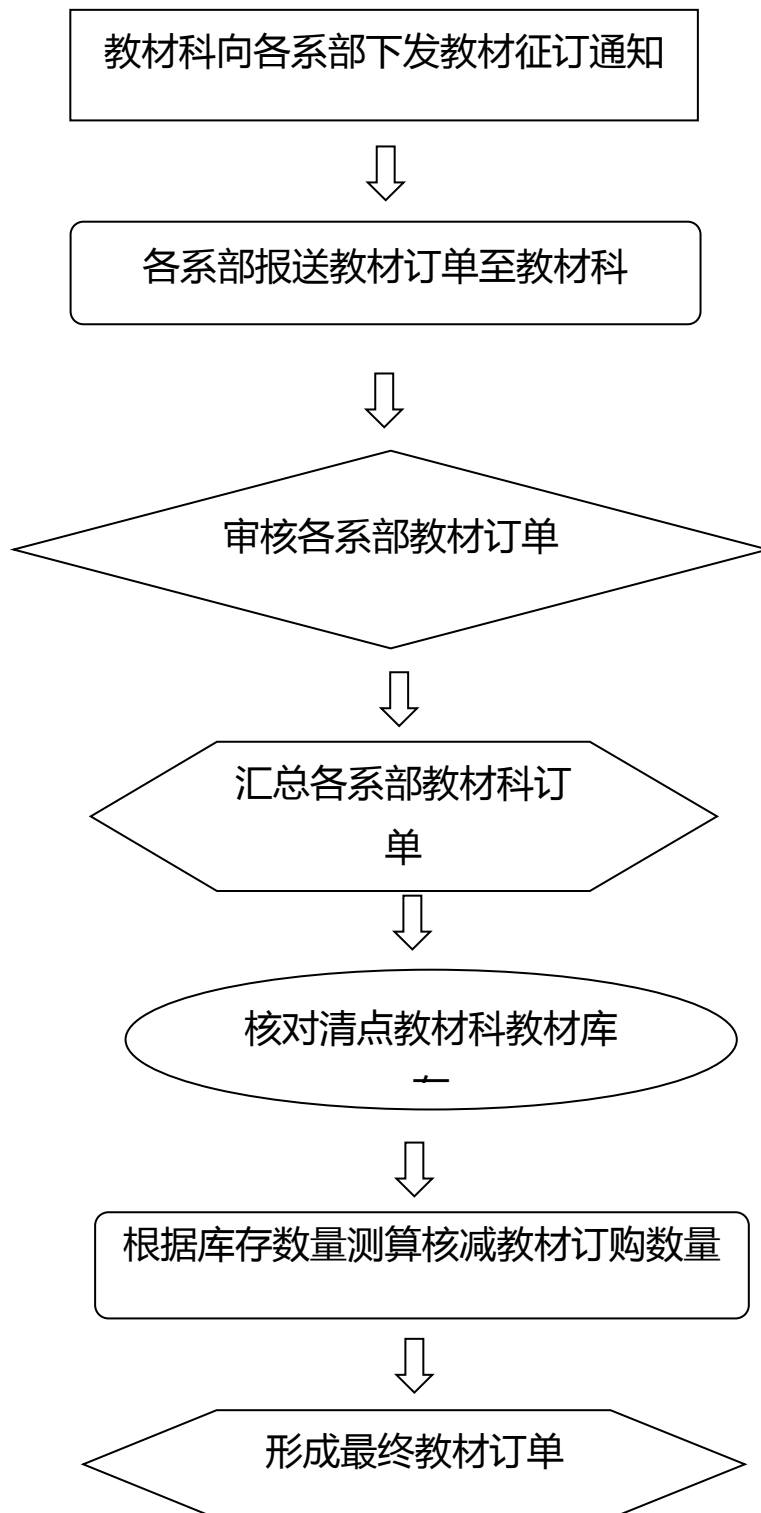 教材科向各系部下发教材征订通知
各系部报送教材订单至教材科
审核各系部教材订单
汇总各系部教材科订
单
核对清点教材科教材库
根据库存数量测算核减教材订购数量
形成最终教材订单